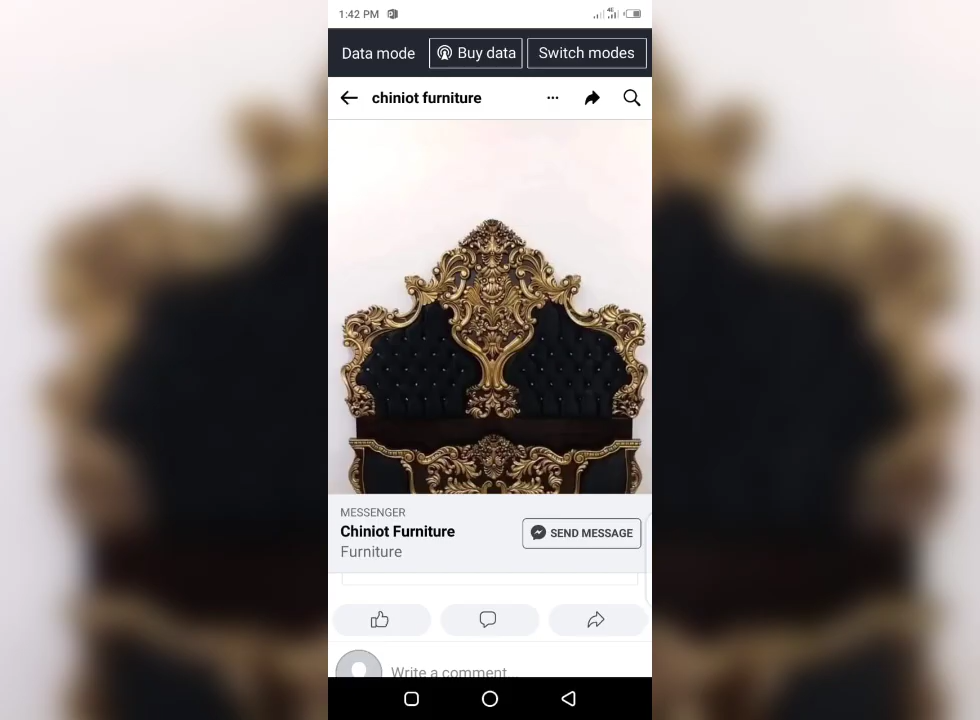 1:42 PM
Data mode Buy data Switch modes
chiniot furniture
MESSENGER
Chiniot Furniture
Furniture
SEND MESSAGE
Write a comment...